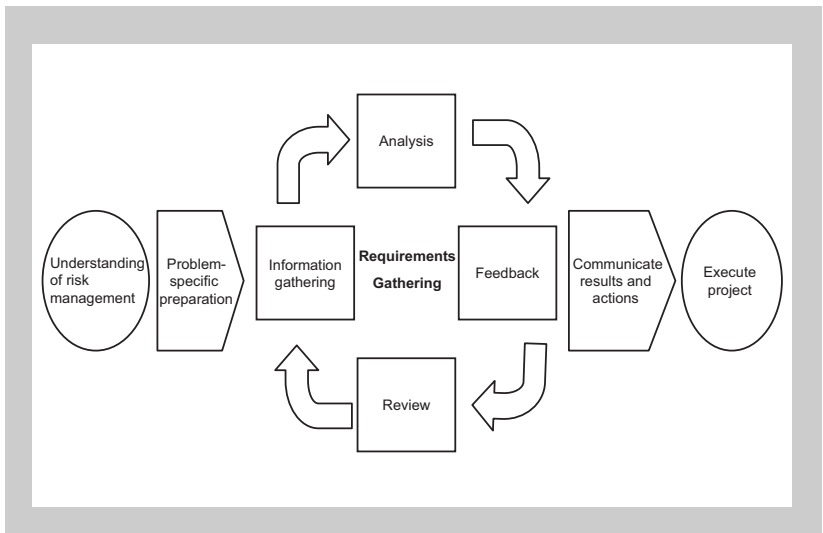 Analysis
Understanding
of risk
management
Problem-
specific
preparation
Information
gathering
Requirements
Gathering
Feedback
Communicate
results and
actions
Execute
project
Review